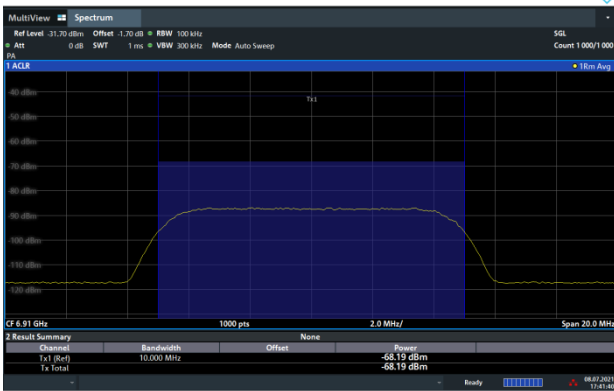 MultiView Spectrum
Ref Level -31.70 dBm Offset -1.70 dB RBW 100 kHz SGL
Att 0 dB SWT 1 ms VBW 300 kHz Mode Auto Sweep Count 1000/1000
PA
1 ACLR 1Rm Avg
-40 dBm
Tx1
-50 dBm
-60 dBm
-70 dBm
-80 dBm
-90 dBm
-100 dBm
-110 dBm
-120 dBm
CF 6.91 GHz 1000 pts 2.0 MHz/ Span 20.0 MHz
2 Result Summary None
Channel Bandwidth Offset Power
Tx1 (Ref) 10.000 MHz -68.19 dBm
Tx Total -68.19 dBm
Ready 08.07.2021
17:41:40